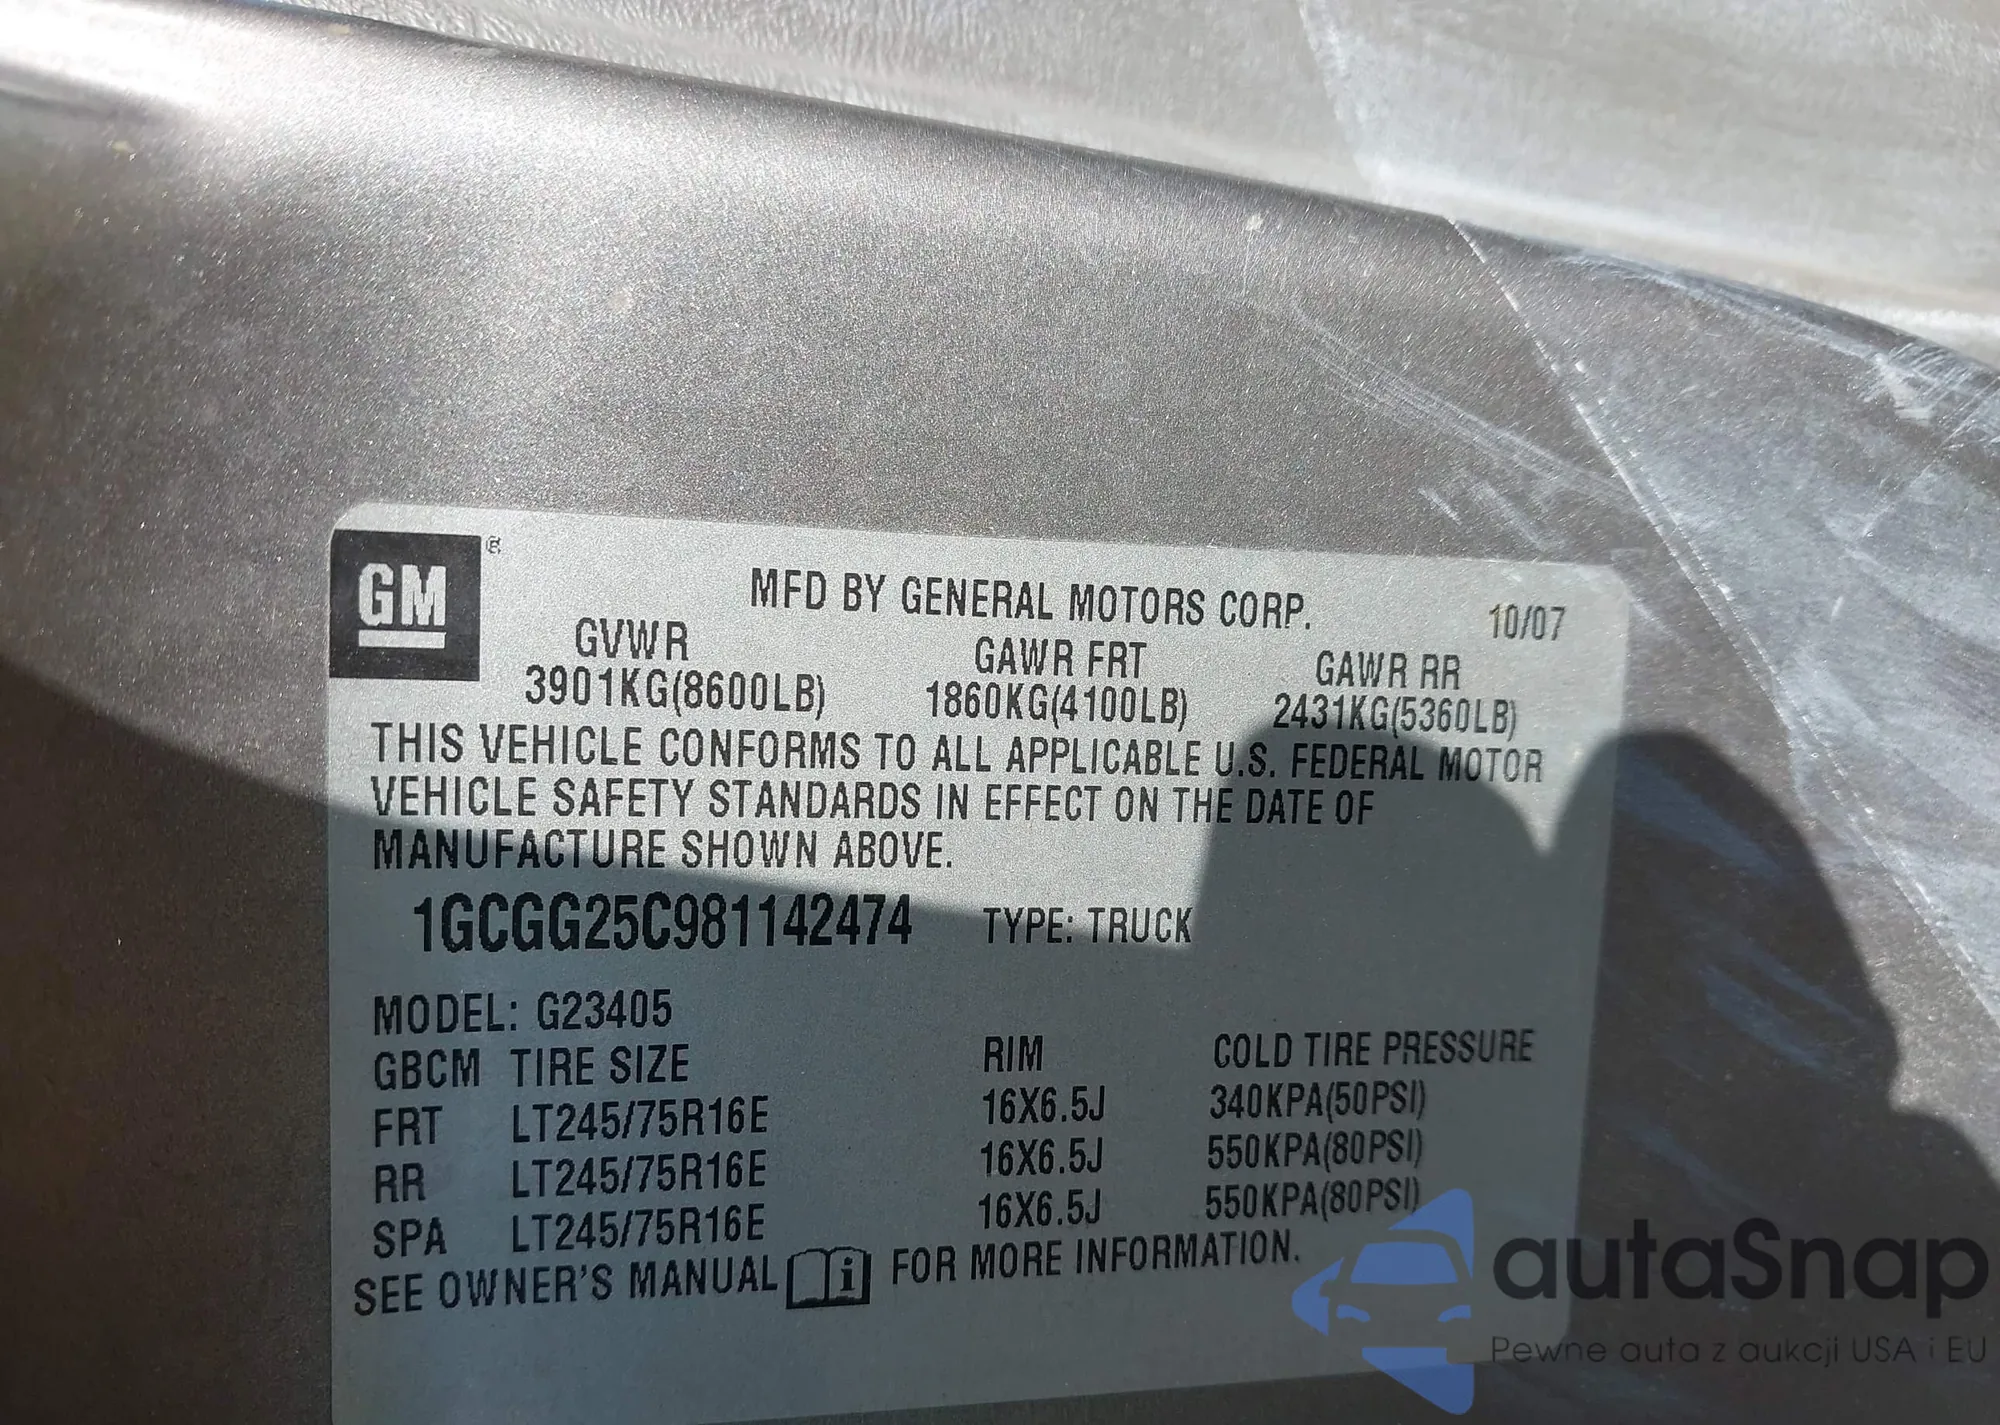 GM ®
MFD BY GENERAL MOTORS CORP. 10/07
GVWR GAWR FRT GAWR RR
3901KG(8600LB) 1860KG(4100LB) 2431KG(5360LB)
THIS VEHICLE CONFORMS TO ALL APPLICABLE U.S. FEDERAL MOTOR
VEHICLE SAFETY STANDARDS IN EFFECT ON THE DATE OF
MANUFACTURE SHOWN ABOVE.
1GCGG25C981142474 TYPE: TRUCK
MODEL: G23405
GBCM TIRE SIZE RIM COLD TIRE PRESSURE
FRT LT245/75R16E 16X6.5J 340KPA(50PSI)
RR LT245/75R16E 16X6.5J 550KPA(80PSI)
SPA LT245/75R16E 16X6.5J 550KPA(80PSI)
SEE OWNER'S MANUAL i FOR MORE INFORMATION.
autaSnap
Pewne auta z aukcji USA i EU